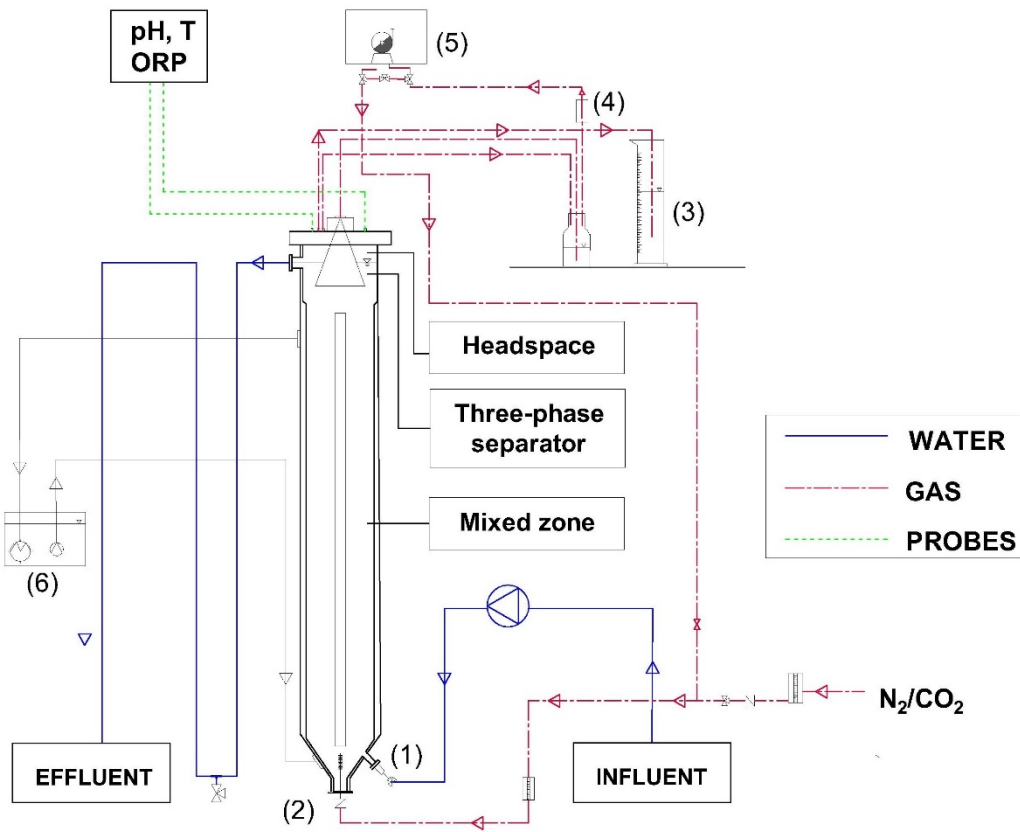 pH, T
ORP
(5)
(4)
(3)
Headspace
Three-phase
separator
Mixed zone
WATER
GAS
PROBES
(6)
(1)
(2)
N₂/CO₂
EFFLUENT
INFLUENT